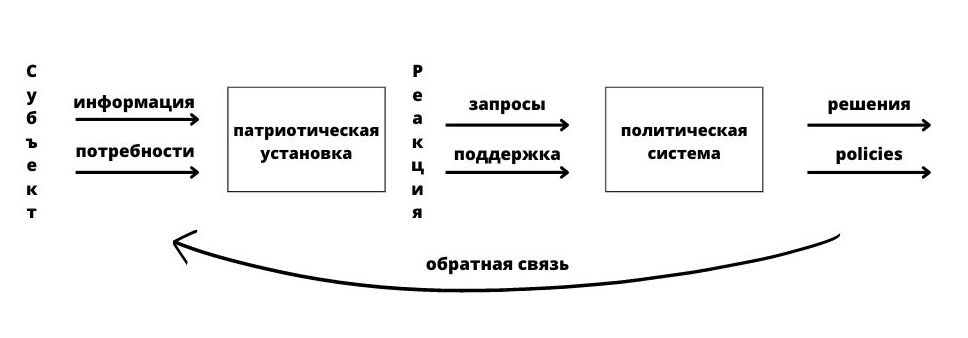 Субъект
информация
потребности
патриотическая
установка
Реакция
запросы
поддержка
политическая
система
решения
policies
обратная связь